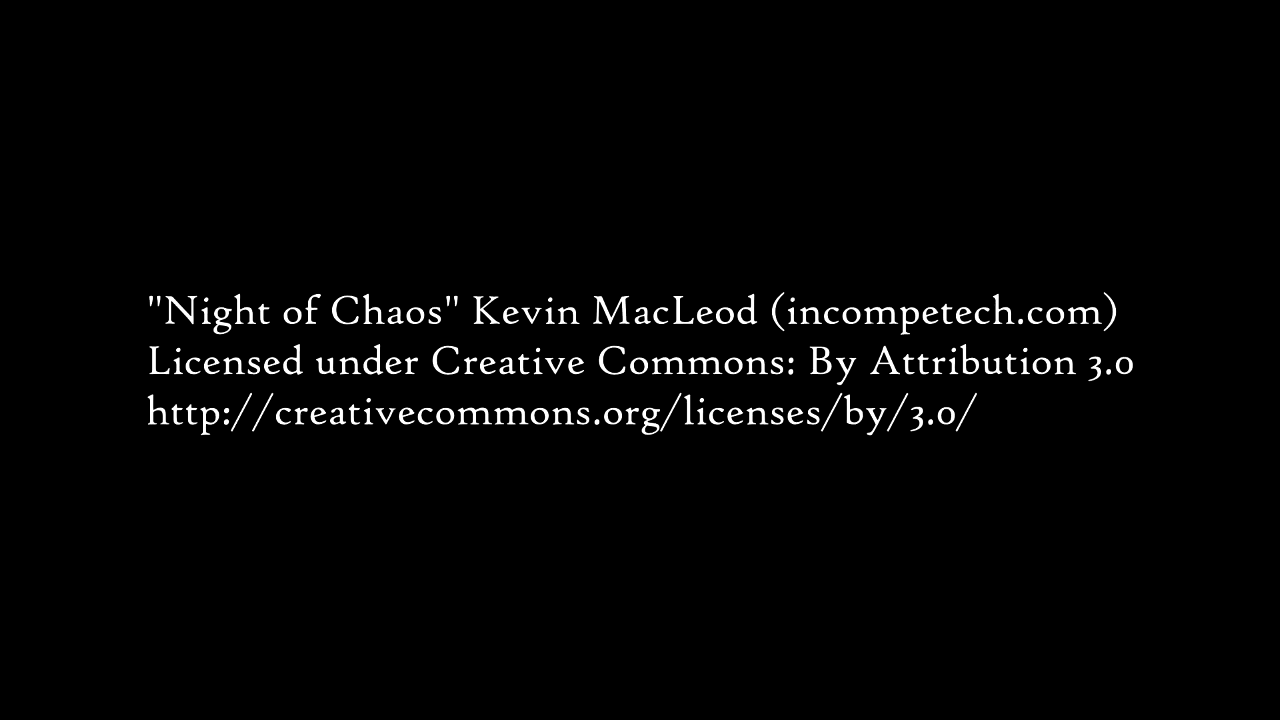 "Night of Chaos" Kevin MacLeod (incompetech.com)
Licensed under Creative Commons: By Attribution 3.0
http://creativecommons.org/licenses/by/3.0/